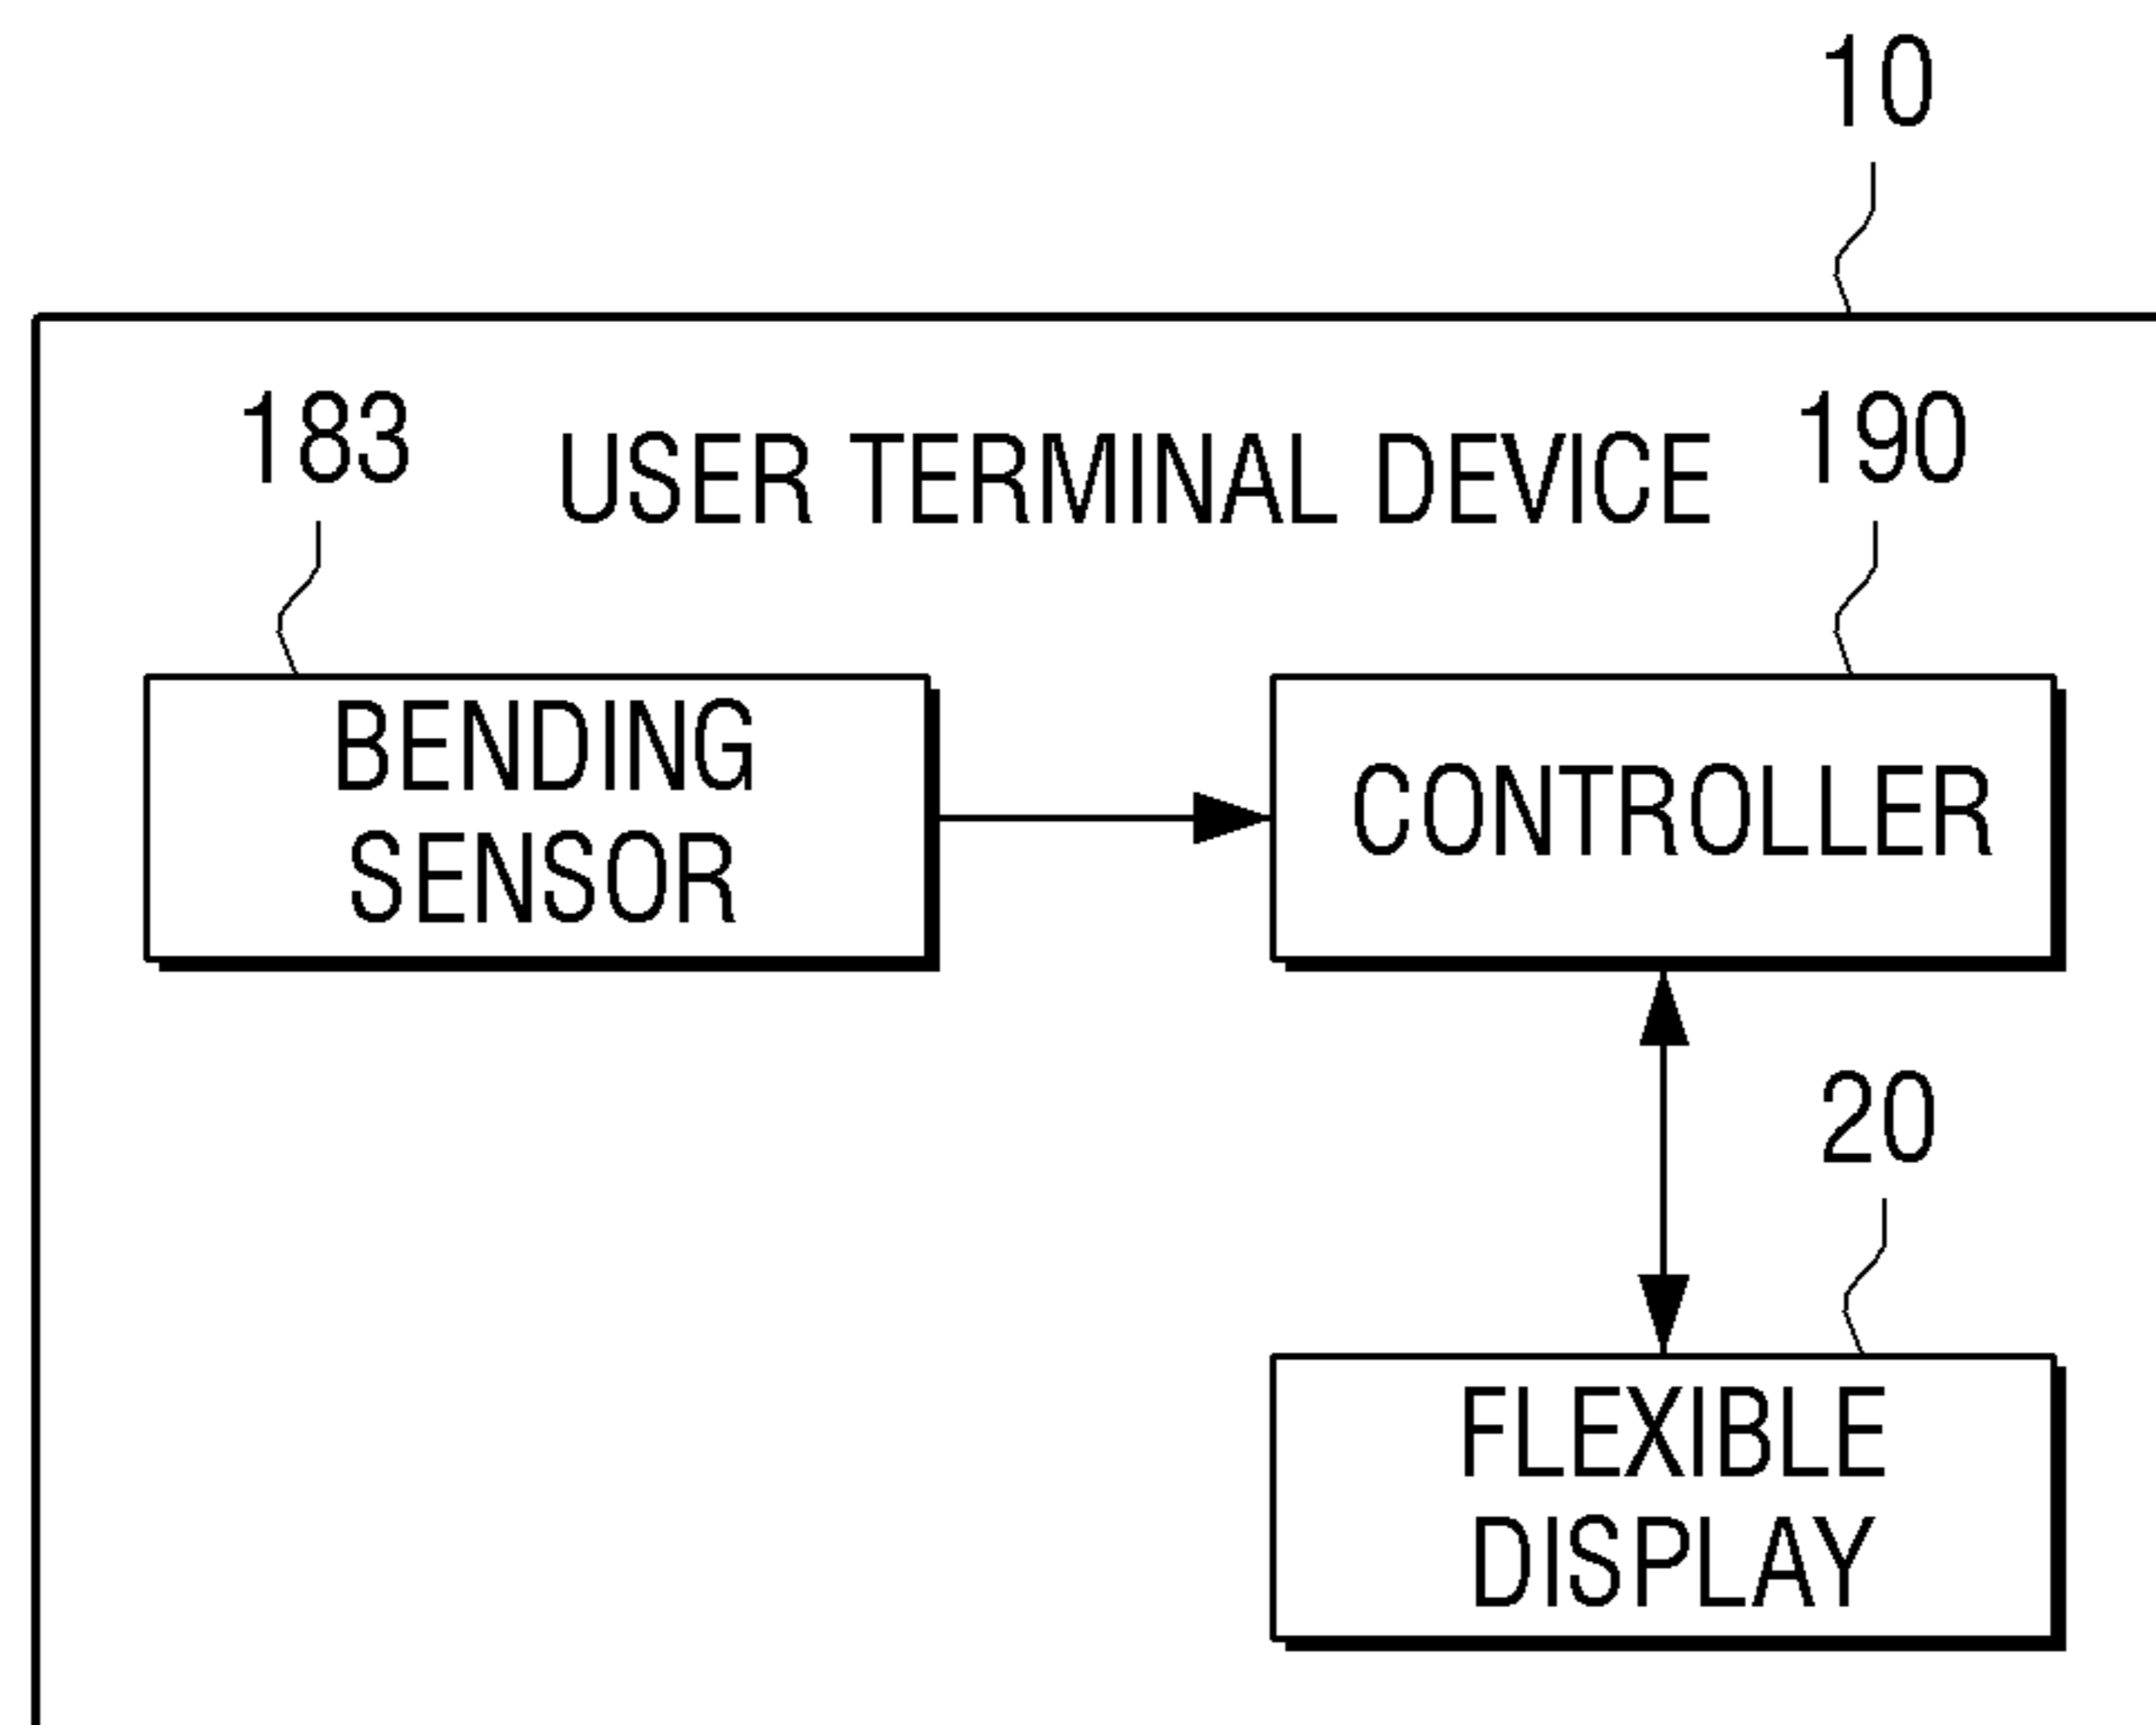 10
183
USER TERMINAL DEVICE
190
BENDING
SENSOR
CONTROLLER
20
FLEXIBLE
DISPLAY